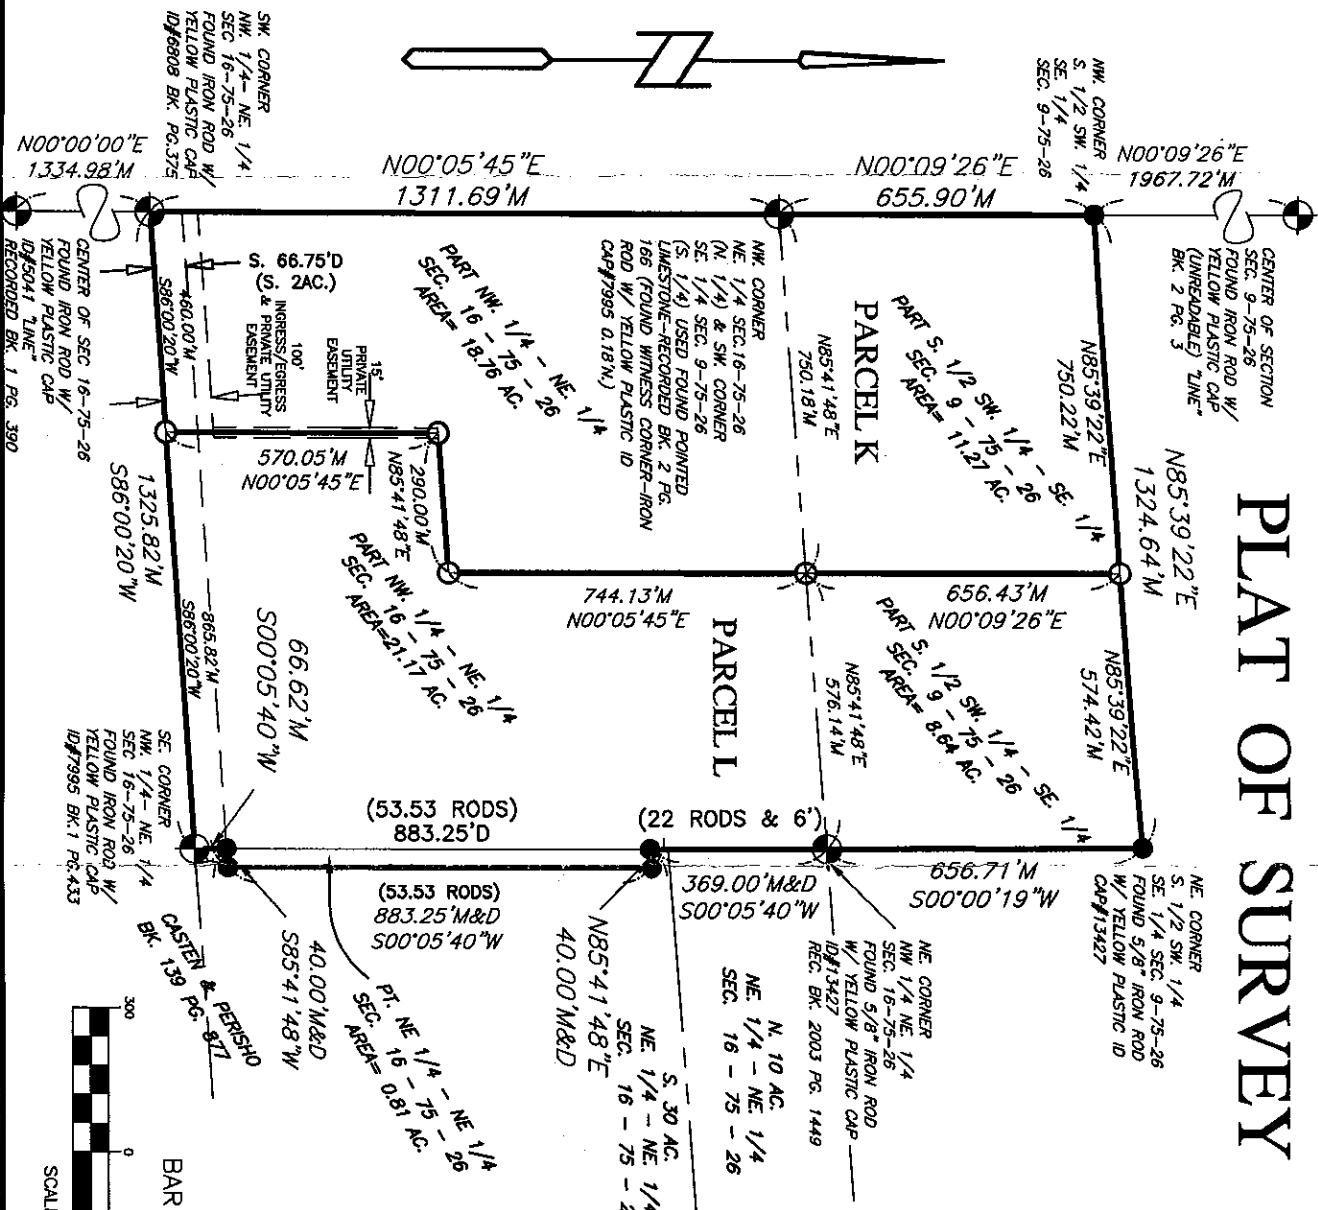 PLAT OF SURVEY
CENTER OF SECTION
SEC. 9-75-26
FOUND IRON ROD W/
YELLOW PLASTIC CAP
(UNREADABLE) "LINE"
BK. 2 PG. 3
N00°09'26"E
1967.72'M
NW. CORNER
S. 1/2 SW. 1/4
SE. 1/4
SEC. 9-75-26
N85°39'22"E
1324.64'M
N85°39'22"E
750.22'M
N85°39'22"E
574.42'M
NE. CORNER
S. 1/2 SW. 1/4
SE. 1/4 SEC. 9-75-26
FOUND 5/8" IRON ROD
W/ YELLOW PLASTIC ID
CAP#13427
N00°09'26"E
655.90'M
PART S. 1/2 SW. 1/4 - SE. 1/4
SEC. 9 - 75 - 26
AREA= 11.27 AC.
PARCEL K
656.43'M
N00°09'26"E
PART S. 1/2 SW. 1/4 - SE. 1/4
SEC. 9 - 75 - 26
AREA= 8.64 AC.
656.71'M
S00°00'19"W
N85°41'48"E
750.18'M
N85°41'48"E
576.14'M
NW. CORNER
NE. 1/4 SEC.16-75-26
(N. 1/4) & SW. CORNER
SE. 1/4 SEC. 9-75-26
(S. 1/4) USED FOUND POINTED
LIMESTONE-RECORDED BK. 2 PG.
166 (FOUND WITNESS CORNER-IRON
ROD W/ YELLOW PLASTIC ID
CAP#7995 0.18'N.)
NE. CORNER
NW 1/4 NE. 1/4
SEC. 16-75-26
FOUND 5/8" IRON ROD
W/ YELLOW PLASTIC CAP
ID#13427
REC. BK. 2003 PG. 1449
N00°05'45"E
1311.69'M
PART NW. 1/4 - NE. 1/4
SEC. 16 - 75 - 26
AREA= 18.76 AC.
PARCEL L
744.13'M
N00°05'45"E
(22 RODS & 6')
369.00'M&D
S00°05'40"W
N. 10 AC.
NE. 1/4 - NE. 1/4
SEC. 16 - 75 - 26
S. 30 AC.
NE. 1/4 - NE. 1/4
SEC. 16 - 75 - 2
N85°41'48"E
40.00'M&D
290.00'M
N85°41'48"E
PART NW. 1/4 - NE. 1/4
SEC. 16 - 75 - 26
AREA=21.17 AC.
15'
PRIVATE
UTILITY
EASEMENT
570.05'M
N00°05'45"E
100'
INGRESS/EGRESS
& PRIVATE UTILITY
EASEMENT
S. 66.75'D
(S. 2AC.)
(53.53 RODS)
883.25'D
(53.53 RODS)
883.25'M&D
S00°05'40"W
PT. NE 1/4 - NE 1/4
SEC. 16 - 75 - 26
AREA= 0.81 AC.
40.00'M&D
S85°41'48"W
66.62'M
S00°05'40"W
460.00'M
S86°00'20"W
865.82'M
S86°00'20"W
1325.82'M
S86°00'20"W
SW. CORNER
NW. 1/4- NE. 1/4
SEC 16-75-26
FOUND IRON ROD W/
YELLOW PLASTIC CAP
ID#6808 BK. PG.375
N00°00'00"E
1334.98'M
CENTER OF SEC 16-75-26
FOUND IRON ROD W/
YELLOW PLASTIC CAP
ID#5041 "LINE"
RECORDED BK. 1 PG. 390
SE. CORNER
NW. 1/4- NE. 1/4
SEC 16-75-26
FOUND IRON ROD W/
YELLOW PLASTIC CAP
ID#7995 BK.1 PG.433
CASTEN & PERISHO
BK. 139 PG. 877
300
0
BAR
SCAL